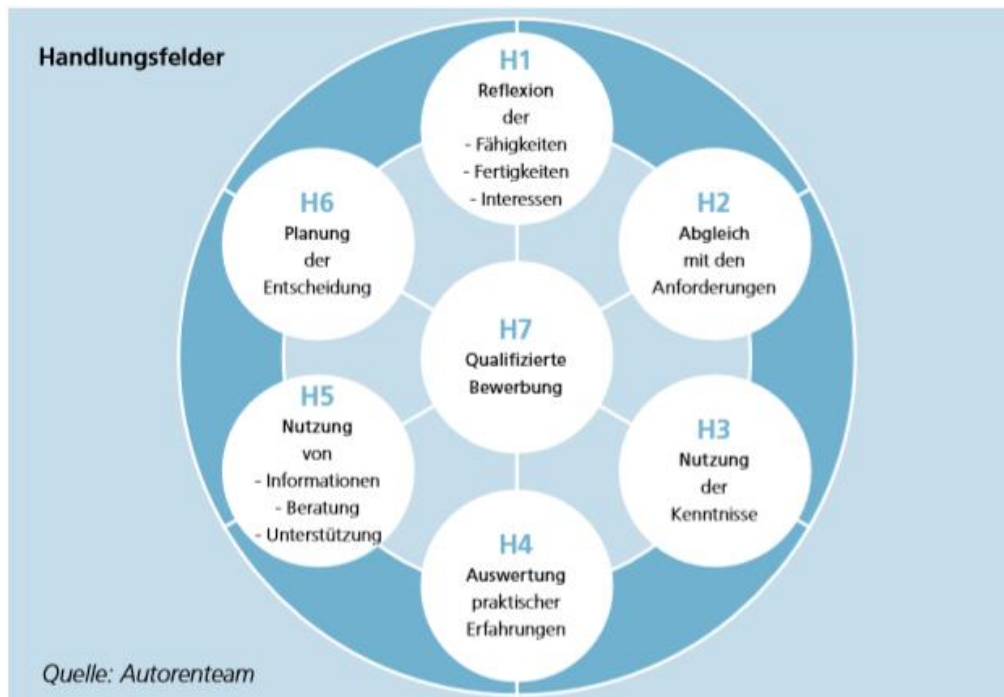 Handlungsfelder
H1
Reflexion
der
- Fähigkeiten
- Fertigkeiten
- Interessen
H2
Abgleich
mit den
Anforderungen
H3
Nutzung
der
Kenntnisse
H4
Auswertung
praktischer
Erfahrungen
H5
Nutzung
von
- Informationen
- Beratung
- Unterstützung
H6
Planung
der
Entscheidung
H7
Qualifizierte
Bewerbung
Quelle: Autorenteam